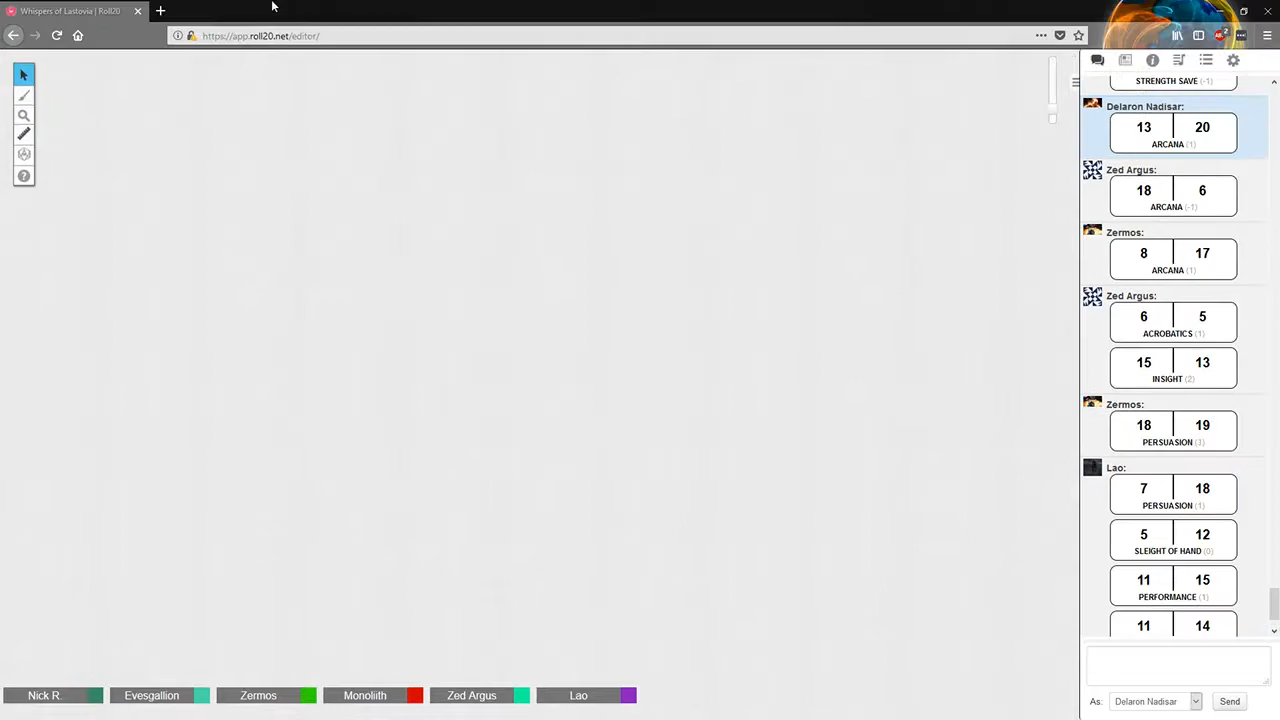 Whispers of Lastovia | Roll20
https://app.roll20.net/editor/
STRENGTH SAVE (-1)
Delaron Nadisar:
13 20
ARCANA (1)
Zed Argus:
18 6
ARCANA (-1)
Zermos:
8 17
ARCANA (1)
Zed Argus:
6 5
ACROBATICS (1)
15 13
INSIGHT (2)
Zermos:
18 19
PERSUASION (3)
Lao:
7 18
PERSUASION (1)
5 12
SLEIGHT OF HAND (0)
11 15
PERFORMANCE (1)
11 14
As: Delaron Nadisar Send
Nick R. Evesgallion Zermos Monoliith Zed Argus Lao